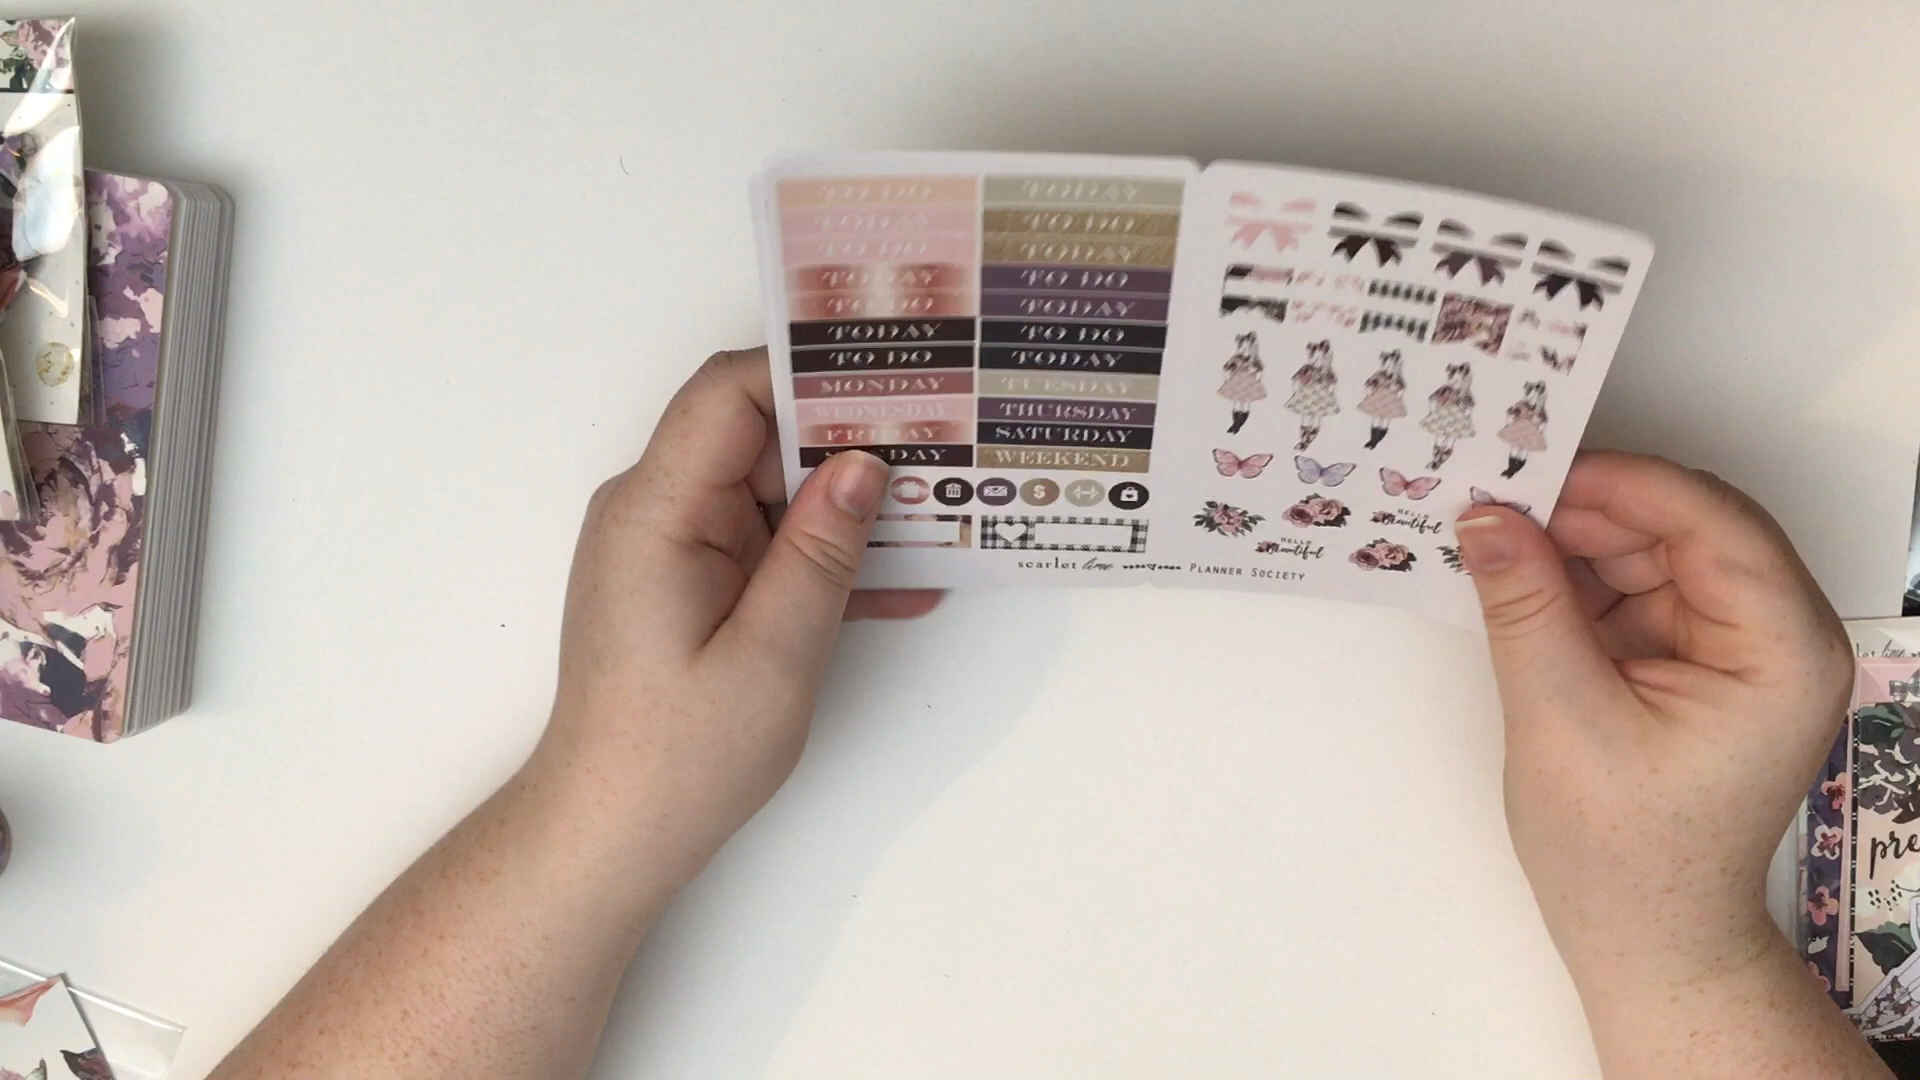 TO DO
TODAY
TO DO
TODAY
TO DO
TODAY
TO DO
MONDAY
WEDNESDAY
FRIDAY
TODAY
TO DO
TODAY
TO DO
TODAY
TO DO
TODAY
TUESDAY
THURSDAY
SATURDAY
WEEKEND
$
HELLO
Beautiful
HELLO
Beautiful
scarlet lime
PLANNER SOCIETY
lime
pre